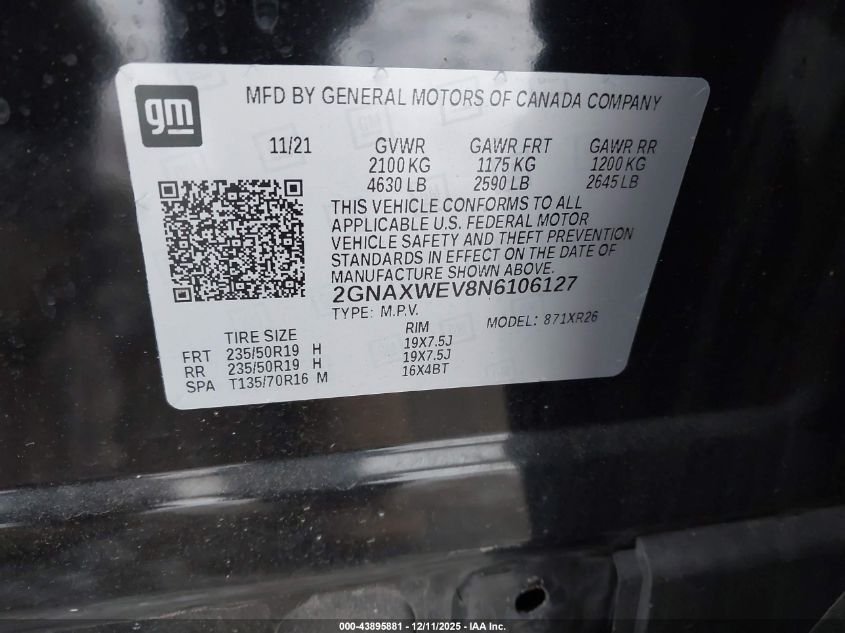 gm
MFD BY GENERAL MOTORS OF CANADA COMPANY
11/21 GVWR GAWR FRT GAWR RR
2100 KG 1175 KG 1200 KG
4630 LB 2590 LB 2645 LB
THIS VEHICLE CONFORMS TO ALL
APPLICABLE U.S. FEDERAL MOTOR
VEHICLE SAFETY AND THEFT PREVENTION
STANDARDS IN EFFECT ON THE DATE OF
MANUFACTURE SHOWN ABOVE.
2GNAXWEV8N6106127
TYPE: M.P.V. MODEL: 871XR26
TIRE SIZE RIM
FRT 235/50R19 H 19X7.5J
RR 235/50R19 H 19X7.5J
SPA T135/70R16 M 16X4BT
000-43895881 - 12/11/2025 - IAA Inc.